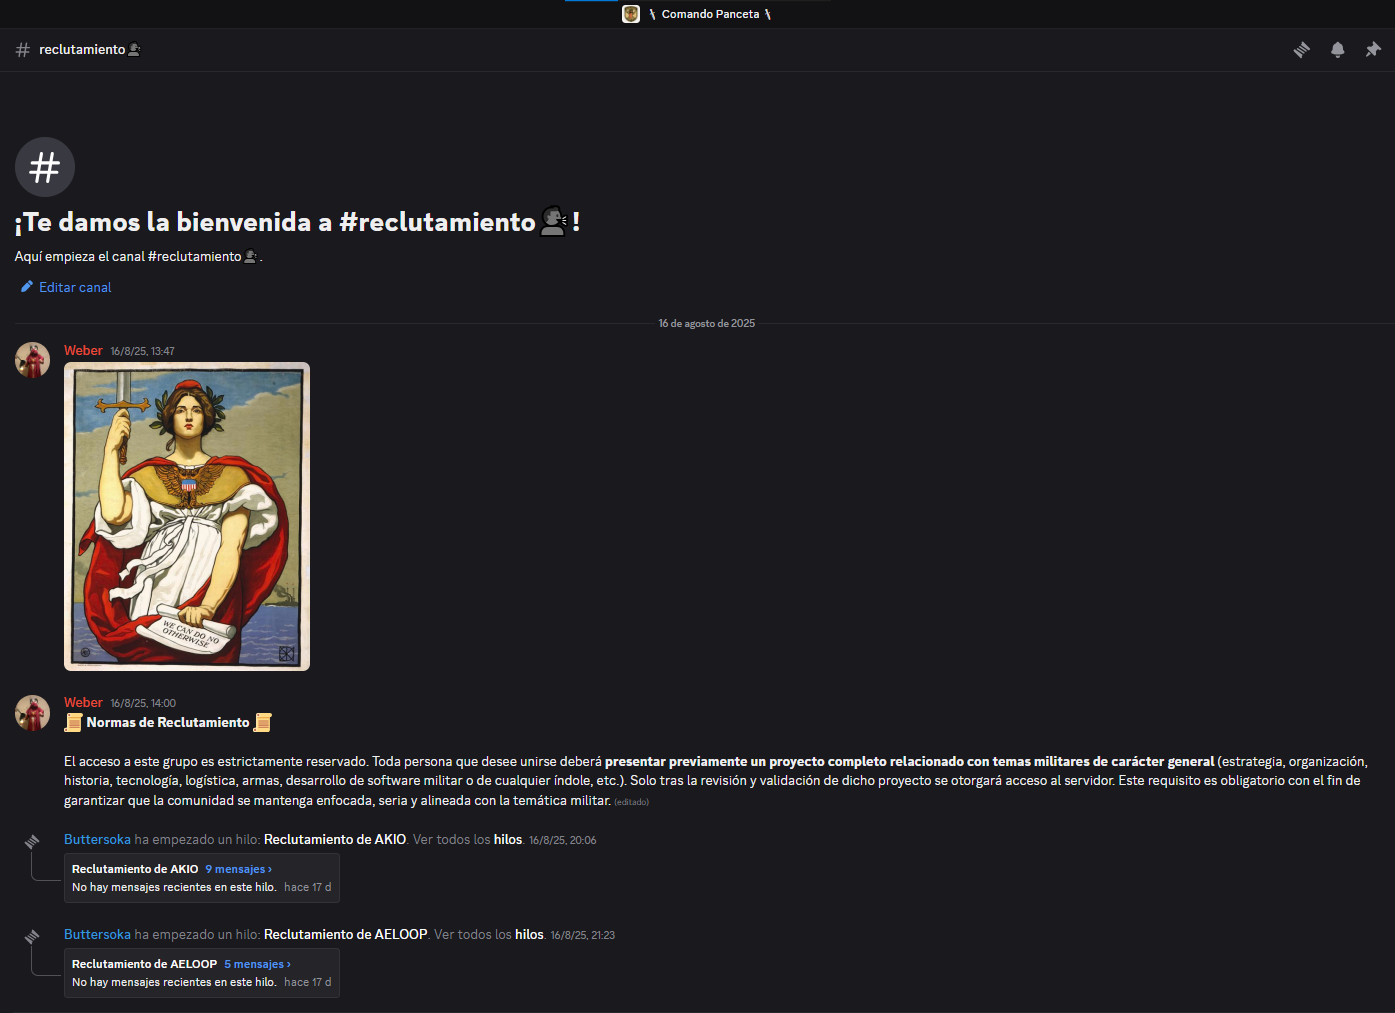 Comando Panceta
reclutamiento
¡Te damos la bienvenida a #reclutamiento !
Aquí empieza el canal #reclutamiento .
Editar canal
16 de agosto de 2025
Weber 16/8/25, 13:47
WE CAN DO NO
OTHERWISE
Weber 16/8/25, 14:00
Normas de Reclutamiento
El acceso a este grupo es estrictamente reservado. Toda persona que desee unirse deberá presentar previamente un proyecto completo relacionado con temas militares de carácter general (estrategia, organización,
historia, tecnología, logística, armas, desarrollo de software militar o de cualquier índole, etc.). Solo tras la revisión y validación de dicho proyecto se otorgará acceso al servidor. Este requisito es obligatorio con el fin de
garantizar que la comunidad se mantenga enfocada, seria y alineada con la temática militar. (editado)
Buttersoka ha empezado un hilo: Reclutamiento de AKIO. Ver todos los hilos. 16/8/25, 20:06
Reclutamiento de AKIO 9 mensajes ›
No hay mensajes recientes en este hilo. hace 17 d
Buttersoka ha empezado un hilo: Reclutamiento de AELOOP. Ver todos los hilos. 16/8/25, 21:23
Reclutamiento de AELOOP 5 mensajes ›
No hay mensajes recientes en este hilo. hace 17 d